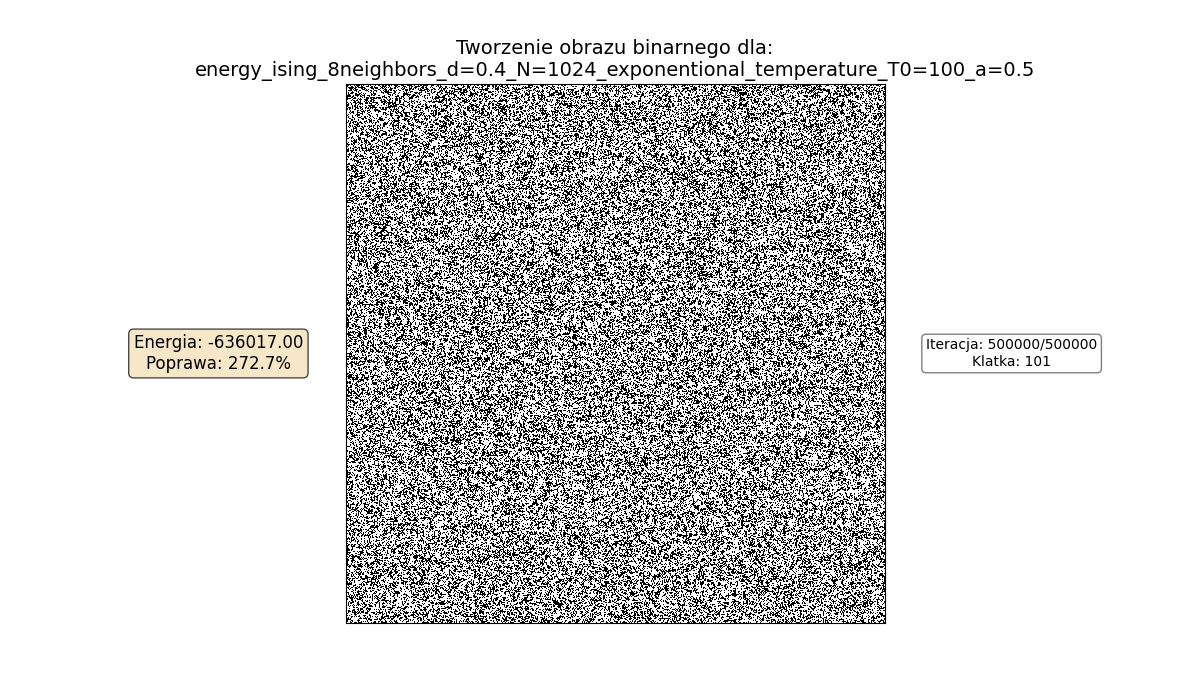 Tworzenie obrazu binarnego dla:
energy_ising_8neighbors_d=0.4_N=1024_exponentional_temperature_T0=100_a=0.5
Energia: -636017.00
Poprawa: 272.7%
Iteracja: 500000/500000
Klatka: 101